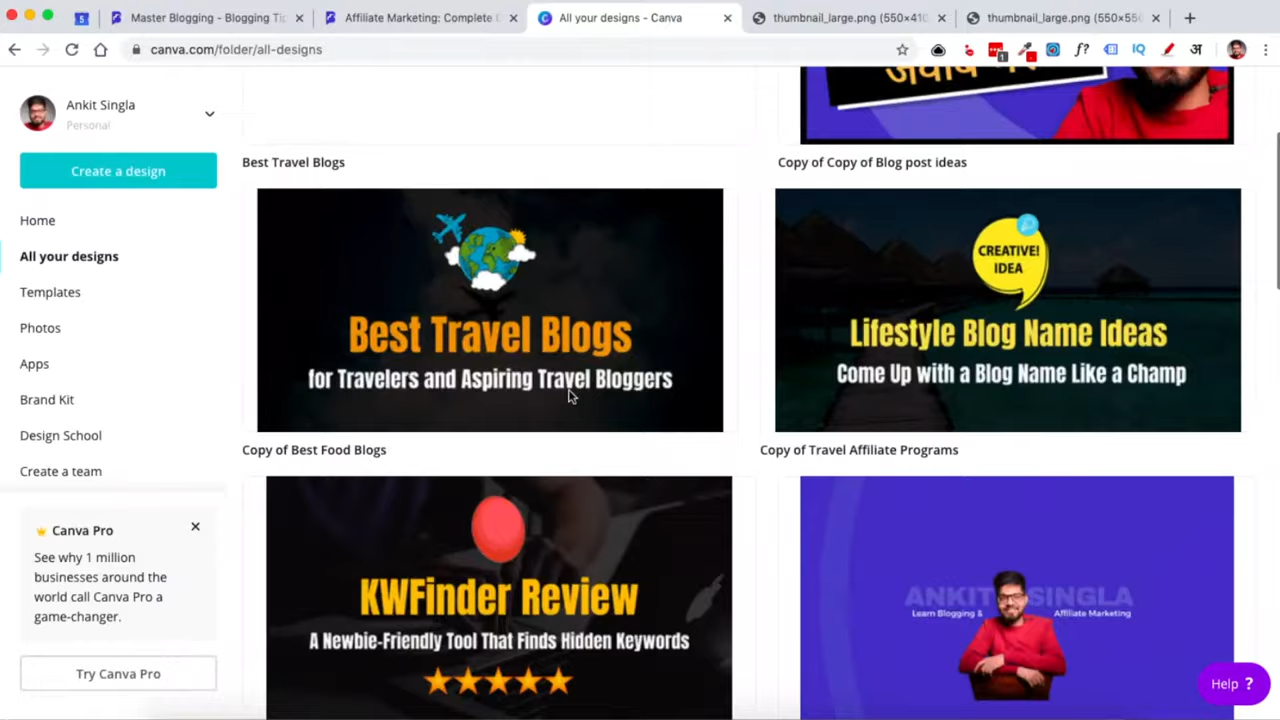 Master Blogging - Blogging Ti
Affiliate Marketing: Complete
All your designs - Canva
thumbnail_large.png (550×41
thumbnail_large.png (550×55
canva.com/folder/all-designs
1
f?
IQ
अ
Ankit Singla
Personal
Create a design
Home
All your designs
Templates
Photos
Apps
Brand Kit
Design School
Create a team
Canva Pro
See why 1 million
businesses around the
world call Canva Pro a
game-changer.
Try Canva Pro
Best Travel Blogs
Copy of Copy of Blog post ideas
Best Travel Blogs
for Travelers and Aspiring Travel Bloggers
CREATIVE!
IDEA
Lifestyle Blog Name Ideas
Come Up with a Blog Name Like a Champ
Copy of Best Food Blogs
Copy of Travel Affiliate Programs
KWFinder Review
A Newbie-Friendly Tool That Finds Hidden Keywords
ANKIT SINGLA
Learn Blogging & Affiliate Marketing
Help ?